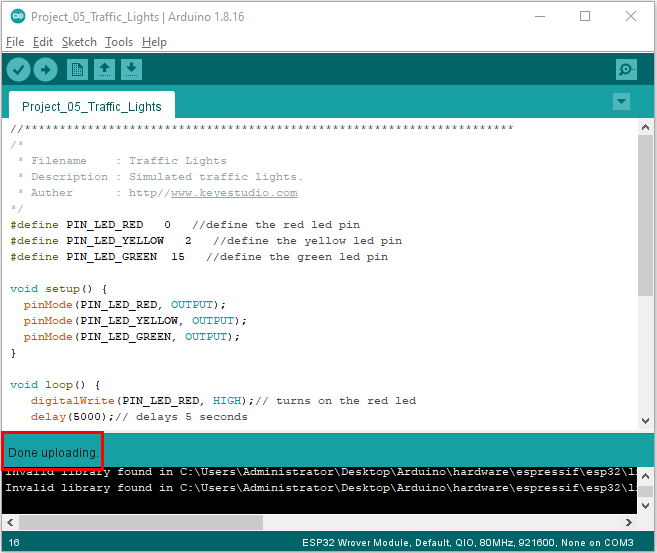 Project_05_Traffic_Lights | Arduino 1.8.16
File Edit Sketch Tools Help
Project_05_Traffic_Lights
//**********************************************************************
/*
 * Filename    : Traffic Lights
 * Description : Simulated traffic lights.
 * Auther      : http//www.keyestudio.com
*/
#define PIN_LED_RED   0   //define the red led pin
#define PIN_LED_YELLOW   2   //define the yellow led pin
#define PIN_LED_GREEN  15   //define the green led pin
void setup() {
  pinMode(PIN_LED_RED, OUTPUT);
  pinMode(PIN_LED_YELLOW, OUTPUT);
  pinMode(PIN_LED_GREEN, OUTPUT);
}
void loop() {
   digitalWrite(PIN_LED_RED, HIGH);// turns on the red led
   delay(5000);// delays 5 seconds
Done uploading.
Invalid library found in C:\Users\Administrator\Desktop\Arduino\hardware\espressif\esp32\l
Invalid library found in C:\Users\Administrator\Desktop\Arduino\hardware\espressif\esp32\l
16
ESP32 Wrover Module, Default, QIO, 80MHz, 921600, None on COM3